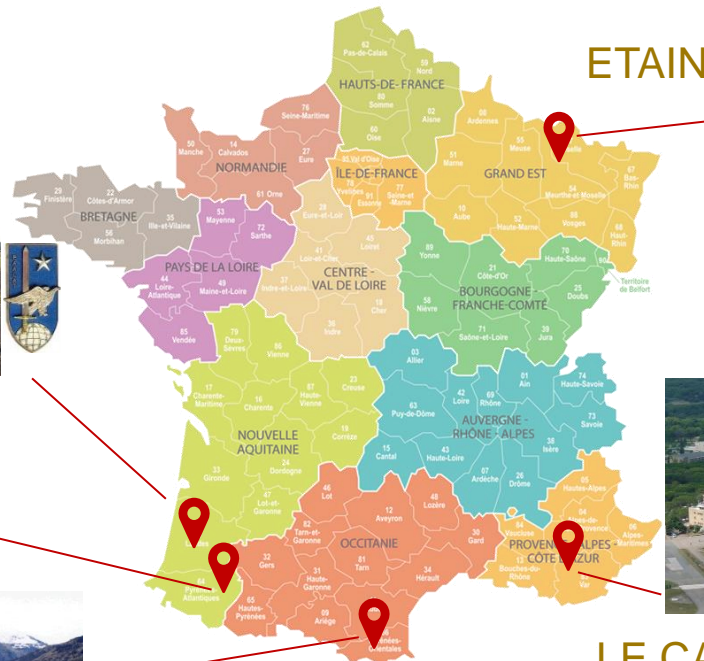 ETAIN
62
Pas-de-Calais
59
Nord
HAUTS-DE-FRANCE
80
Somme
02
Aisne
60
Oise
76
Seine-Maritime
50
Manche
14
Calvados
27
Eure
NORMANDIE
61 Orne
95 Val d'Oise
ÎLE-DE-FRANCE
78
Yvelines
91
Essonne
77
Seine-et-
Marne
08
Ardennes
55
Meuse
51
Marne
GRAND EST
54
Meurthe-et-Moselle
67
Bas-
Rhin
10
Aube
52
Haute-Marne
88
Vosges
68
Haut-
Rhin
29
Finistère
22
Côtes-d'Armor
BRETAGNE
35
Ille-et-Vilaine
56
Morbihan
53
Mayenne
72
Sarthe
PAYS DE LA LOIRE
44
Loire-
Atlantique
49
Maine-et-Loire
85
Vendée
28
Eure-et-Loir
45
Loiret
41
Loir-et-Cher
CENTRE -
VAL DE LOIRE
37
Indre-et-Loire
18
Cher
36
Indre
89
Yonne
21
Côte-d'Or
70
Haute-Saône
90
Territoire
de Belfort
BOURGOGNE -
FRANCHE-COMTÉ
25
Doubs
58
Nièvre
71
Saône-et-Loire
39
Jura
79
Deux-
Sèvres
86
Vienne
17
Charente-
Maritime
16
Charente
87
Haute-
Vienne
23
Creuse
19
Corrèze
NOUVELLE
AQUITAINE
24
Dordogne
33
Gironde
47
Lot-et-
Garonne
64
Pyrénées-
Atlantiques
03
Allier
01
Ain
74
Haute-Savoie
42
Loire
69
Rhône
63
Puy-de-Dôme
73
Savoie
AUVERGNE -
RHÔNE - ALPES
38
Isère
15
Cantal
43
Haute-Loire
07
Ardèche
26
Drôme
46
Lot
48
Lozère
12
Aveyron
82
Tarn-et-
Garonne
30
Gard
OCCITANIE
32
Gers
81
Tarn
31
Haute-
Garonne
34
Hérault
65
Hautes-
Pyrénées
09
Ariège
05
Hautes-Alpes
04
84
Vaucluse
06
Alpes-
Maritimes
13
Bouches-du-
Rhône
Var
LE CA